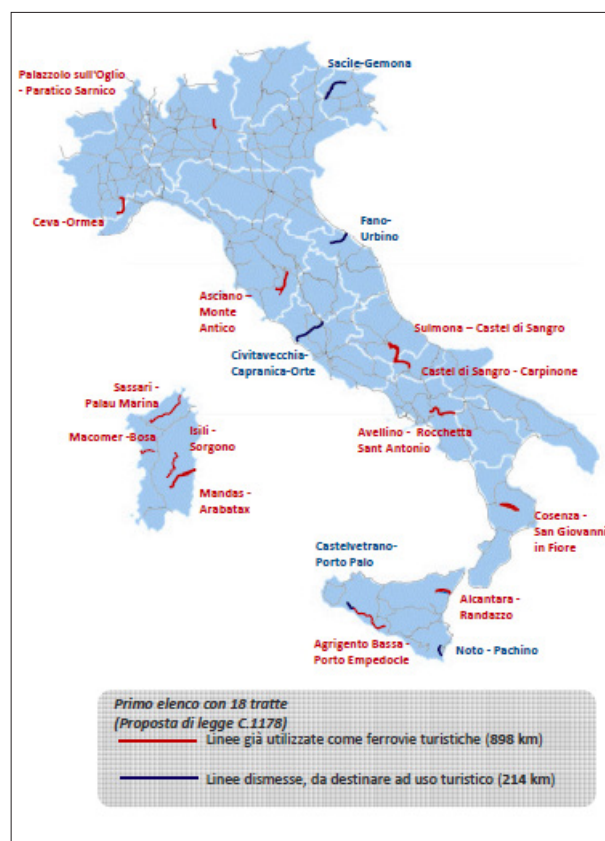 Sacile-Gemona
Palazzolo sull'Oglio
- Paratico Sarnico
Ceva -Ormea
Fano-
Urbino
Asciano –
Monte
Antico
Sulmona – Castel di Sangro
Civitavecchia-
Capranica-Orte
Castel di Sangro - Carpinone
Sassari -
Palau Marina
Isili -
Sorgono
Macomer -Bosa
Avellino - Rocchetta
Sant Antonio
Mandas -
Arabatax
Cosenza -
San Giovanni
in Fiore
Castelvetrano-
Porto Palo
Alcantara -
Randazzo
Agrigento Bassa -
Porto Empedocle
Noto - Pachino
Primo elenco con 18 tratte
(Proposta di legge C.1178)
Linee già utilizzate come ferrovie turistiche (898 km)
Linee dismesse, da destinare ad uso turistico (214 km)